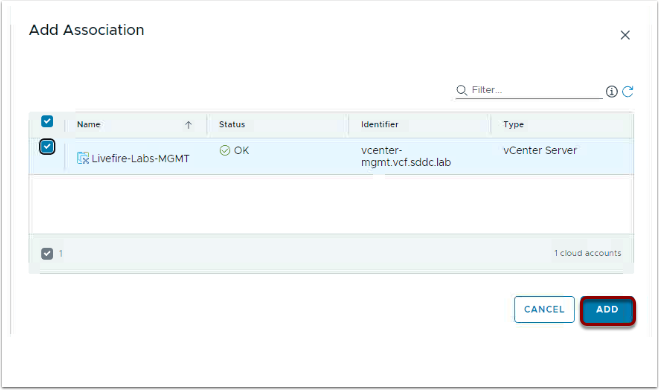 Add Association
Filter...
Name Status Identifier Type
Livefire-Labs-MGMT OK vcenter- vCenter Server
mgmt.vcf.sddc.lab
1 1 cloud accounts
CANCEL ADD